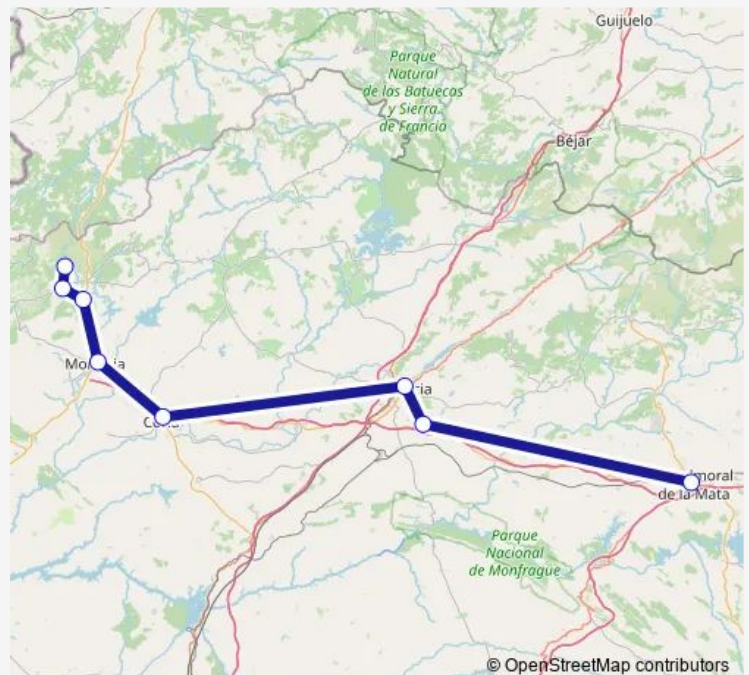 Guijuelo
Parque
Natural
de las Batuecas
y Sierra
de Francia
Béjar
de la Mata
Parque
Nacional
de Monfragüe
© OpenStreetMap contributors